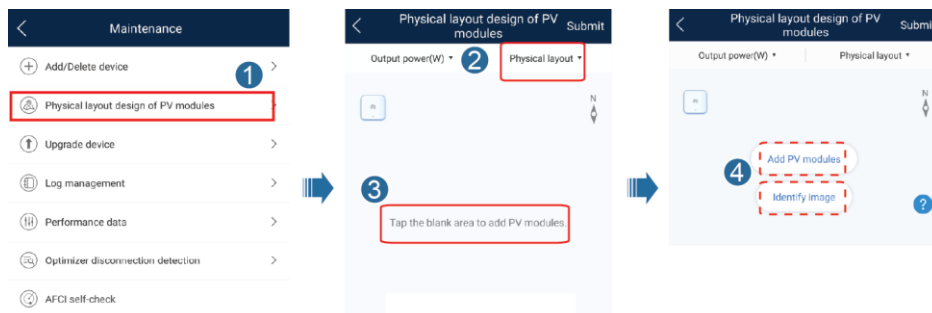 Maintenance
Add/Delete device
1
Physical layout design of PV modules
Upgrade device
Log management
Performance data
Optimizer disconnection detection
AFCI self-check
Physical layout design of PV
modules
Submit
Output power(W)
2
Physical layout
N
3
Tap the blank area to add PV modules.
Physical layout design of PV
modules
Submi
Output power(W)
Physical layout
N
Add PV modules
4
Identify image
?